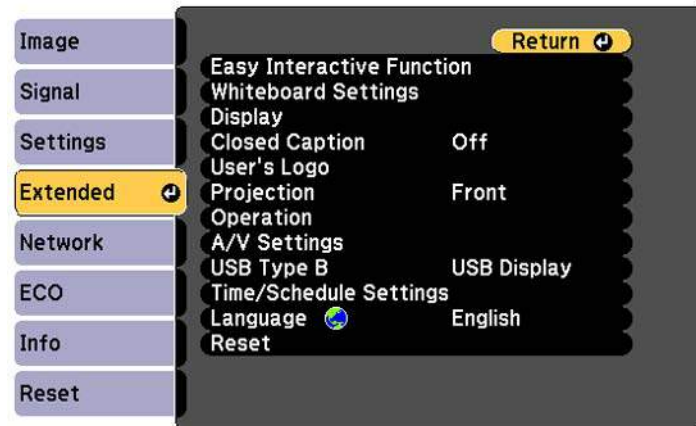 Image
Signal
Settings
Extended
Network
ECO
Info
Reset
Return
Easy Interactive Function
Whiteboard Settings
Display
Closed Caption Off
User's Logo
Projection Front
Operation
A/V Settings
USB Type B USB Display
Time/Schedule Settings
Language English
Reset